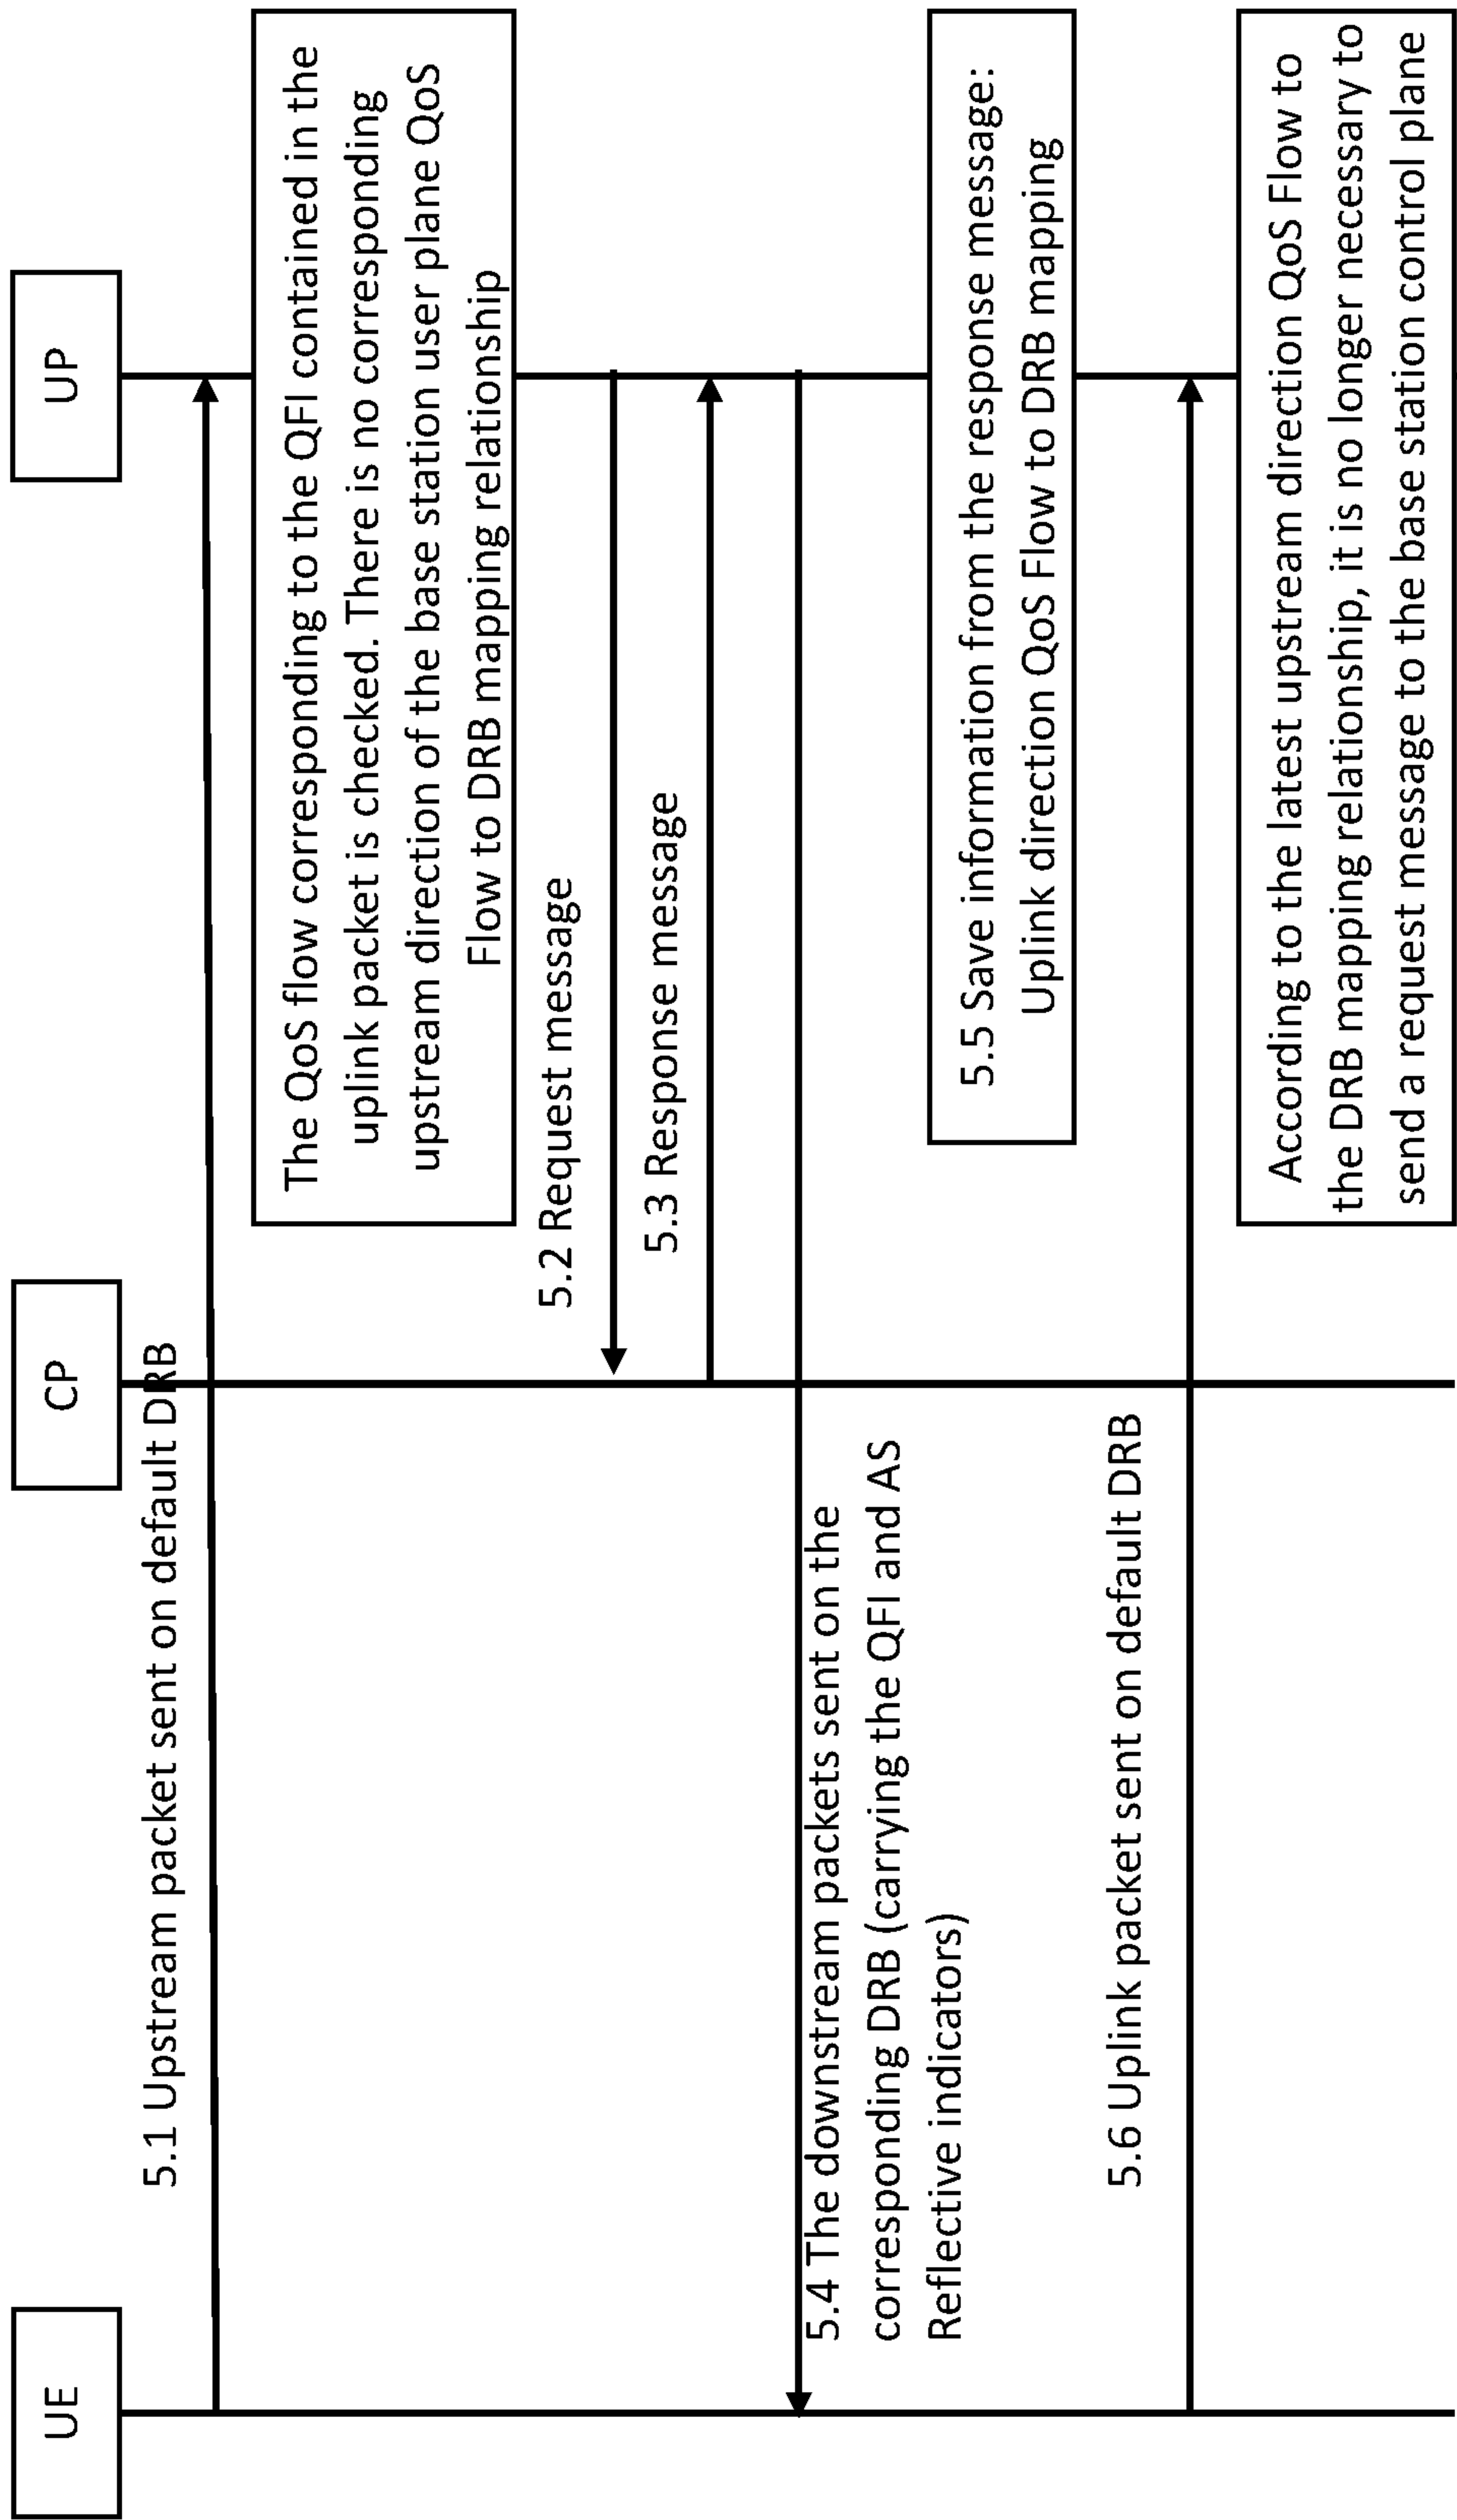 UE
CP
UP
5.1 Upstream packet sent on default DRB
The QoS flow corresponding to the QFI contained in the
uplink packet is checked. There is no corresponding
upstream direction of the base station user plane QoS
Flow to DRB mapping relationship
5.2 Request message
5.3 Response message
5.4 The downstream packets sent on the
corresponding DRB (carrying the QFI and AS
Reflective indicators)
5.5 Save information from the response message:
Uplink direction QoS Flow to DRB mapping
5.6 Uplink packet sent on default DRB
According to the latest upstream direction QoS Flow to
the DRB mapping relationship, it is no longer necessary to
send a request message to the base station control plane